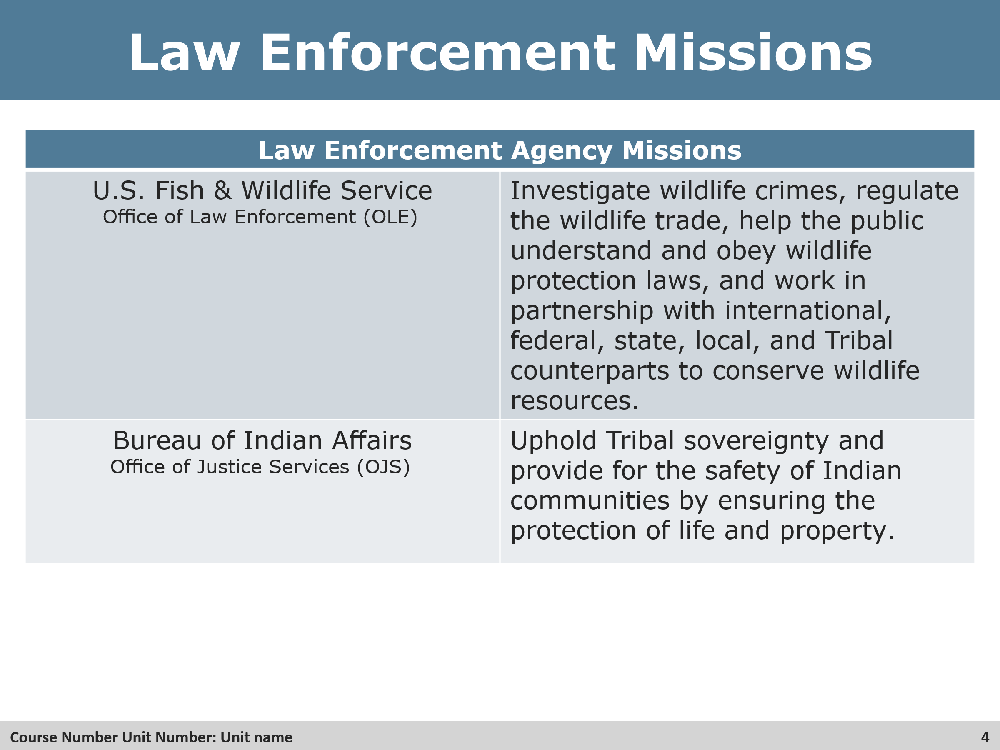 Law Enforcement Missions
Law Enforcement Agency Missions
U.S. Fish & Wildlife Service
Office of Law Enforcement (OLE)
Investigate wildlife crimes, regulate
the wildlife trade, help the public
understand and obey wildlife
protection laws, and work in
partnership with international,
federal, state, local, and Tribal
counterparts to conserve wildlife
resources.
Bureau of Indian Affairs
Office of Justice Services (OJS)
Uphold Tribal sovereignty and
provide for the safety of Indian
communities by ensuring the
protection of life and property.
Course Number Unit Number: Unit name
4